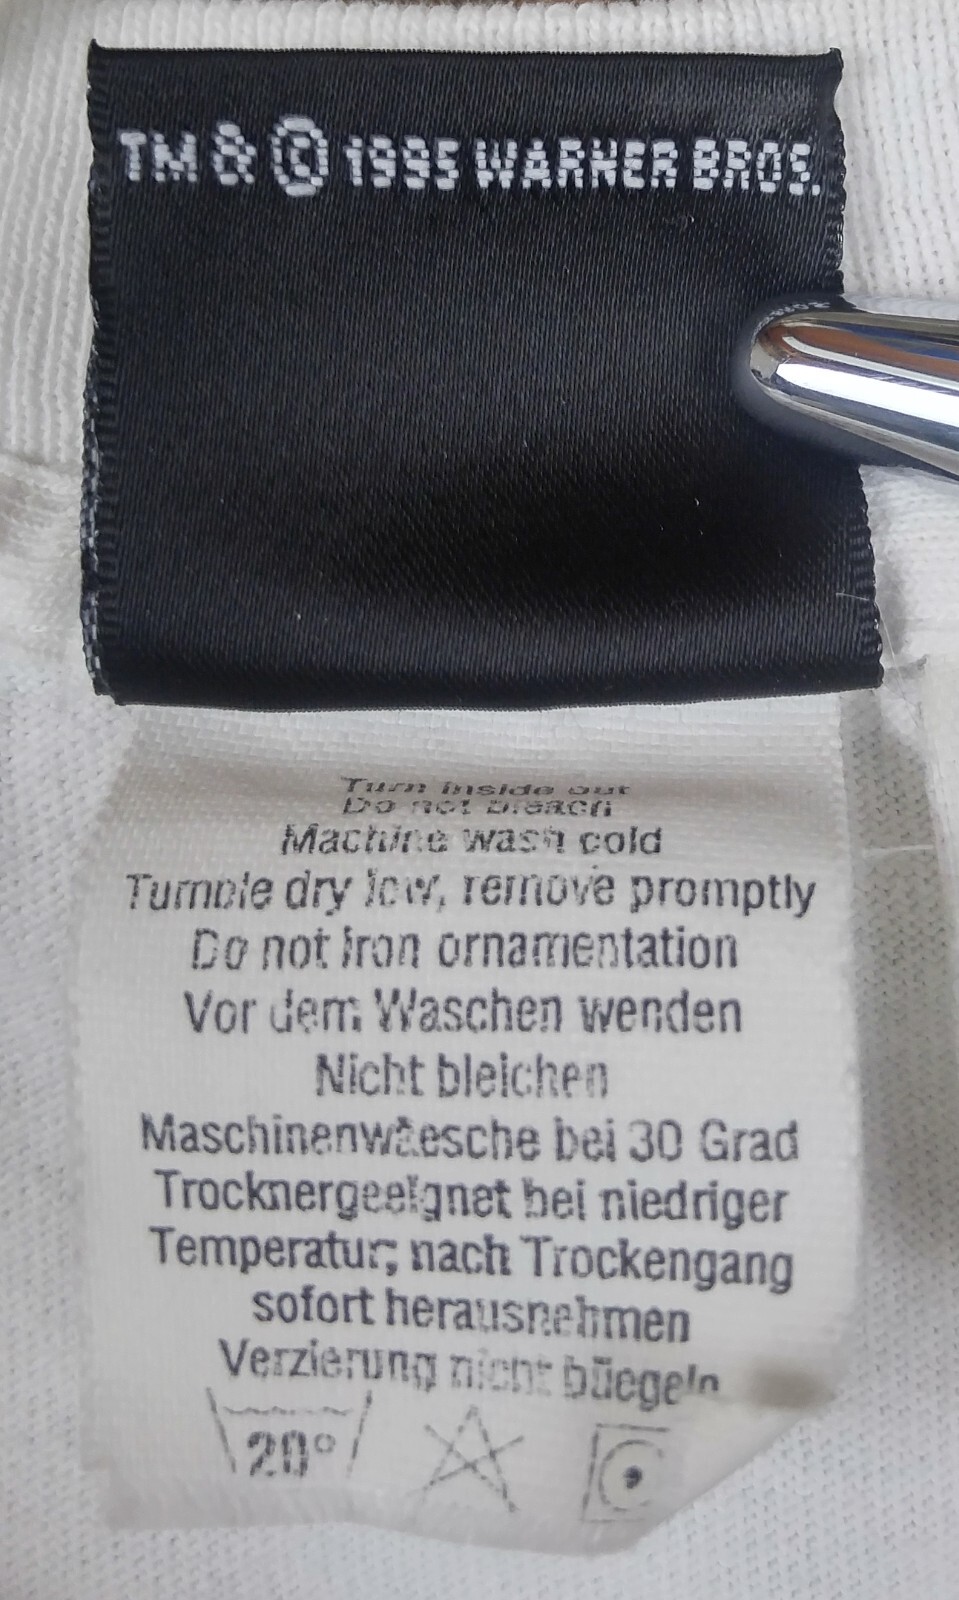 TM & © 1995 WARNER BROS.
Turn inside out
Do not bleach
Machine wash cold
Tumble dry low, remove promptly
Do not iron ornamentation
Vor dem Waschen wenden
Nicht bleichen
Maschinenwäesche bei 30 Grad
Trocknergeeignet bei niedriger
Temperatur; nach Trockengang
sofort herausnehmen
Verzierung nicht büegeln
20°